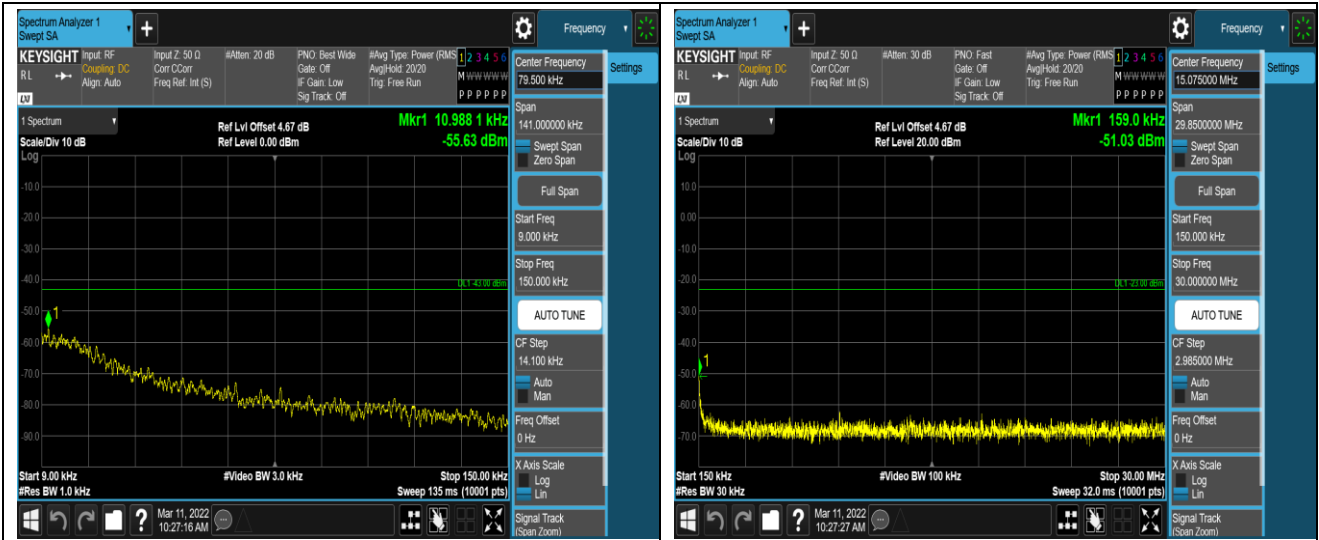 Spectrum Analyzer 1
Swept SA
+
Frequency
KEYSIGHT
Input: RF
Input Z: 50 Ω
#Atten: 20 dB
PNO: Best Wide
#Avg Type: Power (RMS
1 2 3 4 5 6
RL
Coupling: DC
Corr CCorr
Gate: Off
Avg|Hold: 20/20
M W W W W W
Align: Auto
Freq Ref: Int (S)
IF Gain: Low
Trig: Free Run
Sig Track: Off
P P P P P P
LXI
1 Spectrum
Scale/Div 10 dB
Log
Ref Lvl Offset 4.67 dB
Ref Level 0.00 dBm
Mkr1 10.988 1 kHz
-55.63 dBm
-10.0
-20.0
-30.0
-40.0
DL1 -43.00 dBm
-50.0
1
-60.0
-70.0
-80.0
-90.0
Start 9.00 kHz
#Video BW 3.0 kHz
Stop 150.00 kHz
#Res BW 1.0 kHz
Sweep 135 ms (10001 pts)
Center Frequency
79.500 kHz
Settings
Span
141.000000 kHz
Swept Span
Zero Span
Full Span
Start Freq
9.000 kHz
Stop Freq
150.000 kHz
AUTO TUNE
CF Step
14.100 kHz
Auto
Man
Freq Offset
0 Hz
X Axis Scale
Log
Lin
Signal Track
(Span Zoom)
?
Mar 11, 2022
10:27:16 AM
Spectrum Analyzer 1
Swept SA
+
Frequency
KEYSIGHT
Input: RF
Input Z: 50 Ω
#Atten: 30 dB
PNO: Fast
#Avg Type: Power (RMS
1 2 3 4 5 6
RL
Coupling: DC
Corr CCorr
Gate: Off
Avg|Hold: 20/20
M W W W W W
Align: Auto
Freq Ref: Int (S)
IF Gain: Low
Trig: Free Run
Sig Track: Off
P P P P P P
LXI
1 Spectrum
Scale/Div 10 dB
Log
Ref Lvl Offset 4.67 dB
Ref Level 20.00 dBm
Mkr1 159.0 kHz
-51.03 dBm
10.0
0.00
-10.0
-20.0
DL1 -23.00 dBm
-30.0
-40.0
1
-50.0
-60.0
-70.0
Start 150 kHz
#Video BW 100 kHz
Stop 30.00 MHz
#Res BW 30 kHz
Sweep 32.0 ms (10001 pts)
Center Frequency
15.075000 MHz
Settings
Span
29.8500000 MHz
Swept Span
Zero Span
Full Span
Start Freq
150.000 kHz
Stop Freq
30.000000 MHz
AUTO TUNE
CF Step
2.985000 MHz
Auto
Man
Freq Offset
0 Hz
X Axis Scale
Log
Lin
Signal Track
(Span Zoom)
?
Mar 11, 2022
10:27:27 AM